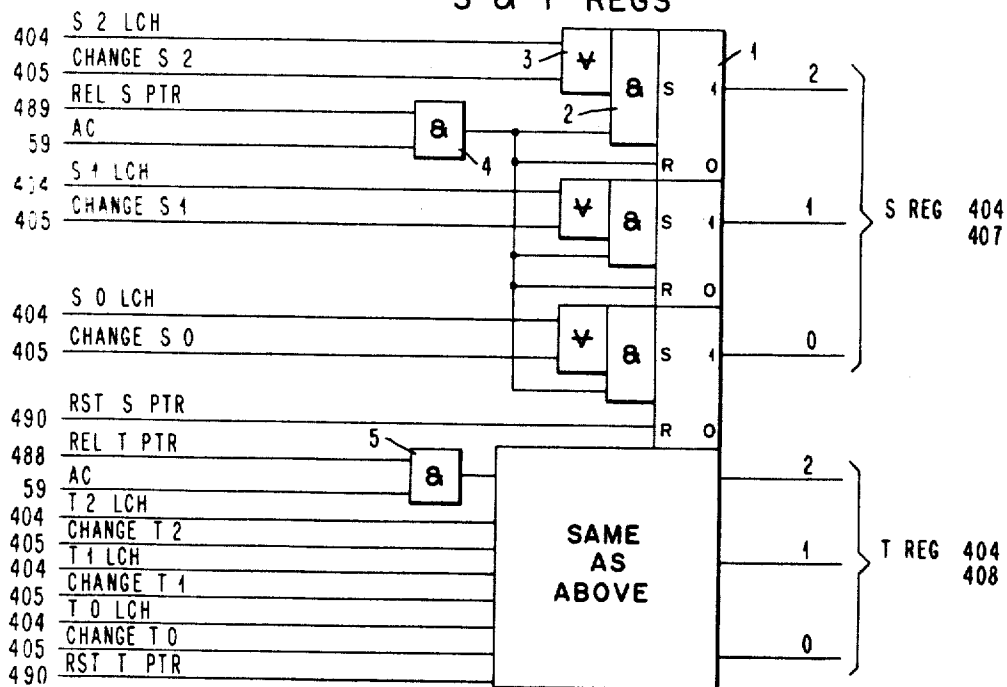 S & T REGS
404 S 2 LCH
405 CHANGE S 2
489 REL S PTR
59 AC
404 S 1 LCH
405 CHANGE S 1
404 S 0 LCH
405 CHANGE S 0
490 RST S PTR
488 REL T PTR
59 AC
404 T 2 LCH
405 CHANGE T 2
404 T 1 LCH
405 CHANGE T 1
404 T 0 LCH
405 CHANGE T 0
490 RST T PTR
3 ∀ & 2 S 1 1
& 4
R 0
∀ & S 1
R 0
∀ & S 1
R 0
5 &
SAME
AS
ABOVE
2
1
0
S REG 404
407
2
1
0
T REG 404
408